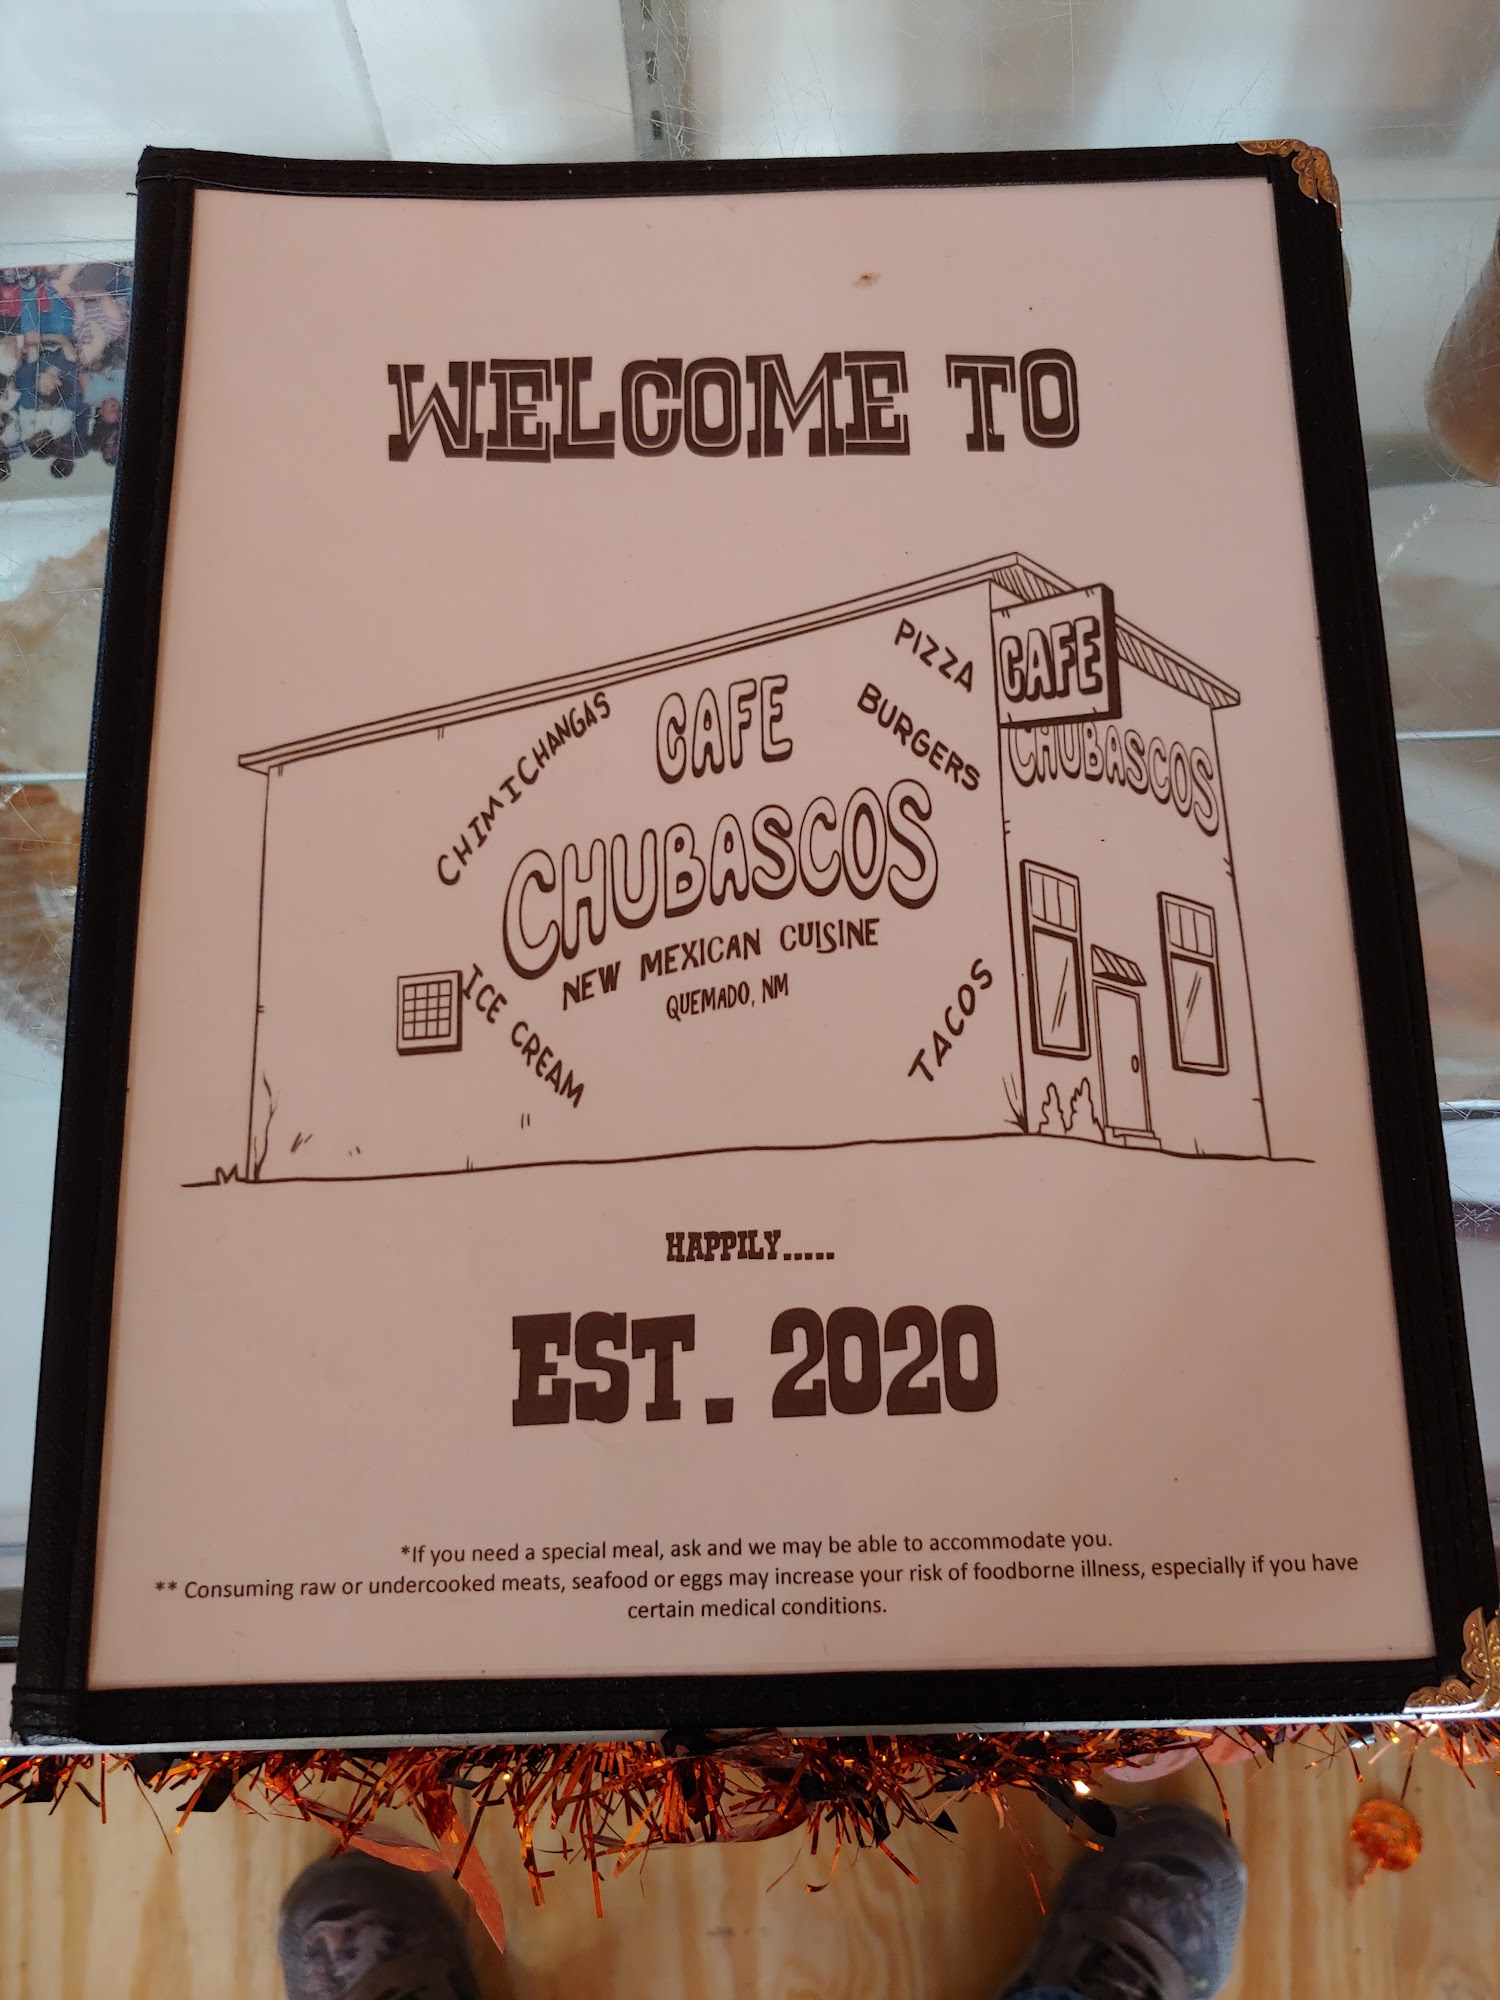 WELCOME TO
PIZZA
CAFE
BURGERS
CHUBASCOS
CHIMICHANGAS
CAFE
CHUBASCOS
NEW MEXICAN CUISINE
QUEMADO, NM
ICE CREAM
TACOS
HAPPILY.....
EST. 2020
*If you need a special meal, ask and we may be able to accommodate you.
** Consuming raw or undercooked meats, seafood or eggs may increase your risk of foodborne illness, especially if you have
certain medical conditions.